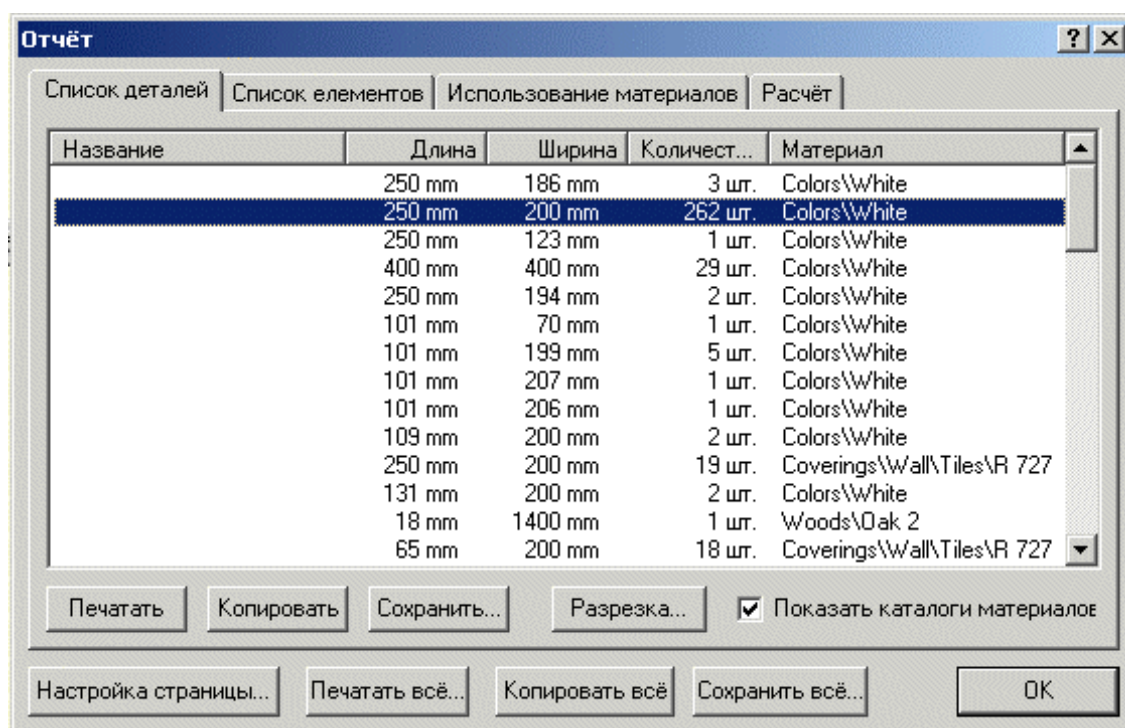 Отчёт
Список деталей Список елементов Использование материалов Расчёт
Название Длина Ширина Количест... Материал
250 mm 186 mm 3 шт. Colors\White
250 mm 200 mm 262 шт. Colors\White
250 mm 123 mm 1 шт. Colors\White
400 mm 400 mm 29 шт. Colors\White
250 mm 194 mm 2 шт. Colors\White
101 mm 70 mm 1 шт. Colors\White
101 mm 199 mm 5 шт. Colors\White
101 mm 207 mm 1 шт. Colors\White
101 mm 206 mm 1 шт. Colors\White
109 mm 200 mm 2 шт. Colors\White
250 mm 200 mm 19 шт. Coverings\Wall\Tiles\R 727
131 mm 200 mm 2 шт. Colors\White
18 mm 1400 mm 1 шт. Woods\Oak 2
65 mm 200 mm 18 шт. Coverings\Wall\Tiles\R 727
Печатать Копировать Сохранить... Разрезка... Показать каталоги материалов
Настройка страницы... Печатать всё... Копировать всё Сохранить всё... OK